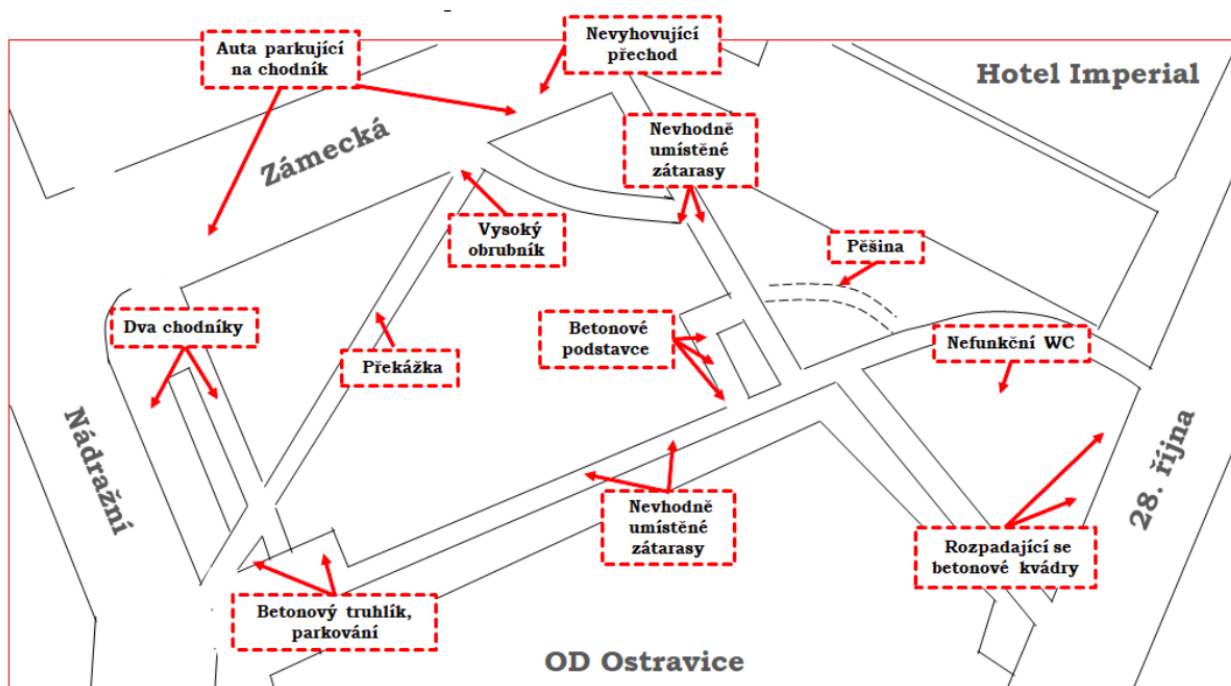 Auta parkující
na chodník
Nevyhovující
přechod
Hotel Imperial
Zámecká
Nevhodně
umístěné
zátarasy
Vysoký
obrubník
Pěšina
Dva chodníky
Překážka
Betonové
podstavce
Nefunkční WC
Nádražní
28. října
Nevhodně
umístěné
zátarasy
Rozpadající se
betonové kvádry
Betonový truhlík,
parkování
OD Ostravice